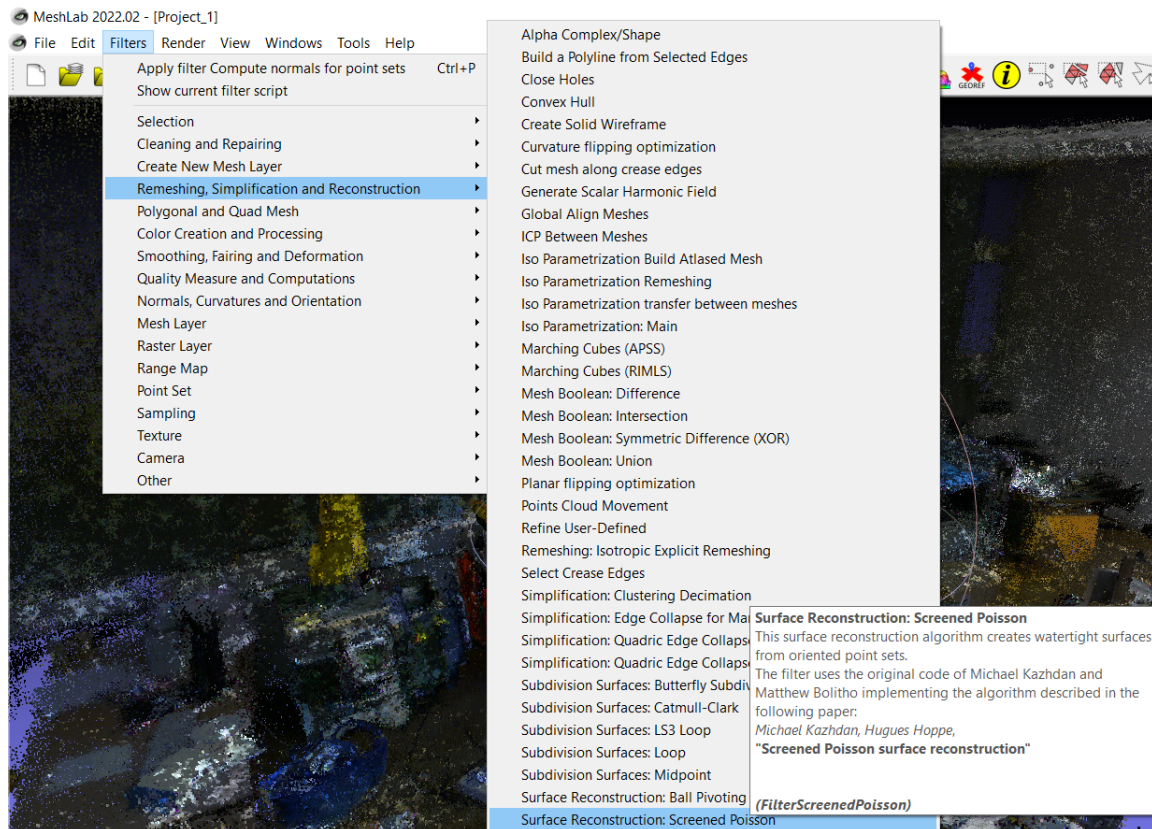 MeshLab 2022.02 - [Project_1]
File Edit Filters Render View Windows Tools Help
Apply filter Compute normals for point sets Ctrl+P
Show current filter script
Selection
Cleaning and Repairing
Create New Mesh Layer
Remeshing, Simplification and Reconstruction
Polygonal and Quad Mesh
Color Creation and Processing
Smoothing, Fairing and Deformation
Quality Measure and Computations
Normals, Curvatures and Orientation
Mesh Layer
Raster Layer
Range Map
Point Set
Sampling
Texture
Camera
Other
Alpha Complex/Shape
Build a Polyline from Selected Edges
Close Holes
Convex Hull
Create Solid Wireframe
Curvature flipping optimization
Cut mesh along crease edges
Generate Scalar Harmonic Field
Global Align Meshes
ICP Between Meshes
Iso Parametrization Build Atlased Mesh
Iso Parametrization Remeshing
Iso Parametrization transfer between meshes
Iso Parametrization: Main
Marching Cubes (APSS)
Marching Cubes (RIMLS)
Mesh Boolean: Difference
Mesh Boolean: Intersection
Mesh Boolean: Symmetric Difference (XOR)
Mesh Boolean: Union
Planar flipping optimization
Points Cloud Movement
Refine User-Defined
Remeshing: Isotropic Explicit Remeshing
Select Crease Edges
Simplification: Clustering Decimation
Simplification: Edge Collapse for Ma
Simplification: Quadric Edge Collaps
Simplification: Quadric Edge Collaps
Subdivision Surfaces: Butterfly Subdiv
Subdivision Surfaces: Catmull-Clark
Subdivision Surfaces: LS3 Loop
Subdivision Surfaces: Loop
Subdivision Surfaces: Midpoint
Surface Reconstruction: Ball Pivoting
Surface Reconstruction: Screened Poisson
GEOREF
Surface Reconstruction: Screened Poisson
This surface reconstruction algorithm creates watertight surfaces
from oriented point sets.
The filter uses the original code of Michael Kazhdan and
Matthew Bolitho implementing the algorithm described in the
following paper:
Michael Kazhdan, Hugues Hoppe,
"Screened Poisson surface reconstruction"
(FilterScreenedPoisson)